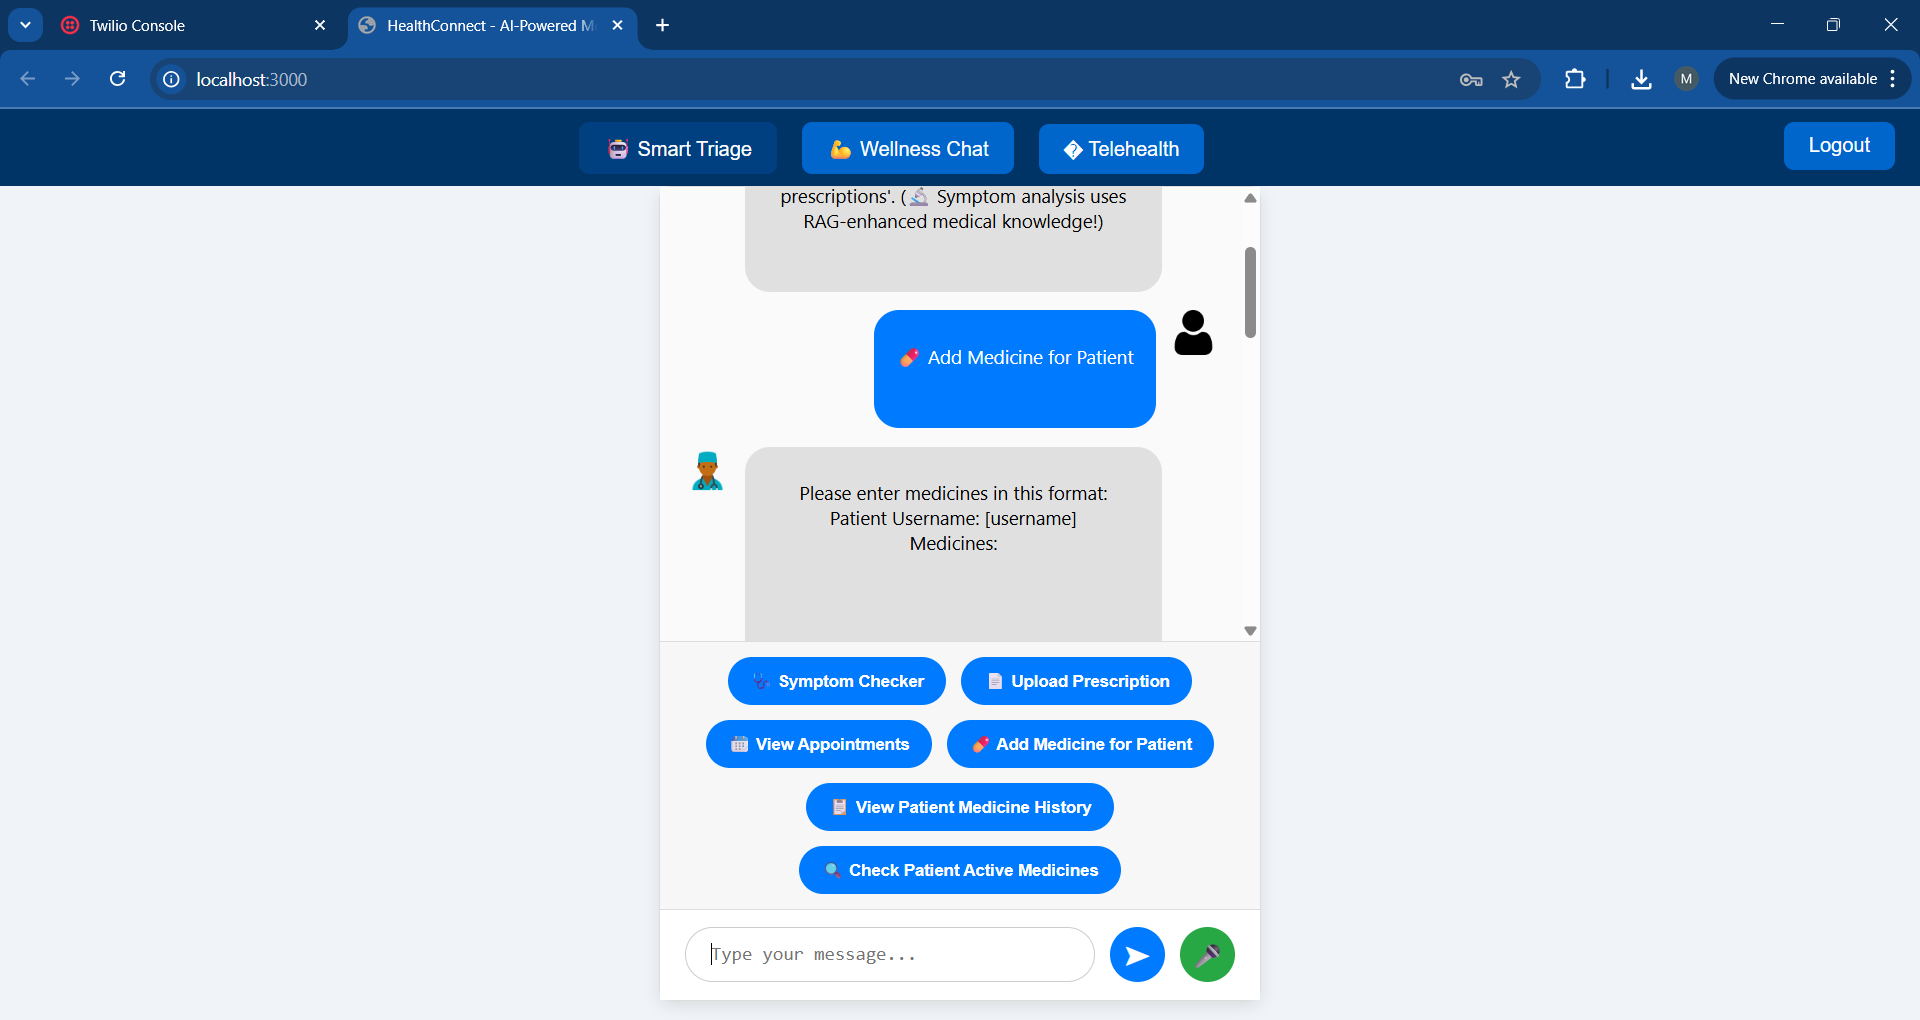 Twilio Console
HealthConnect - AI-Powered M
localhost:3000
M
New Chrome available
Smart Triage
Wellness Chat
� Telehealth
Logout
prescriptions'. (🔬 Symptom analysis uses
RAG-enhanced medical knowledge!)
💊 Add Medicine for Patient
Please enter medicines in this format:
Patient Username: [username]
Medicines:
🩺 Symptom Checker
📄 Upload Prescription
📅 View Appointments
💊 Add Medicine for Patient
📋 View Patient Medicine History
🔍 Check Patient Active Medicines
Type your message...